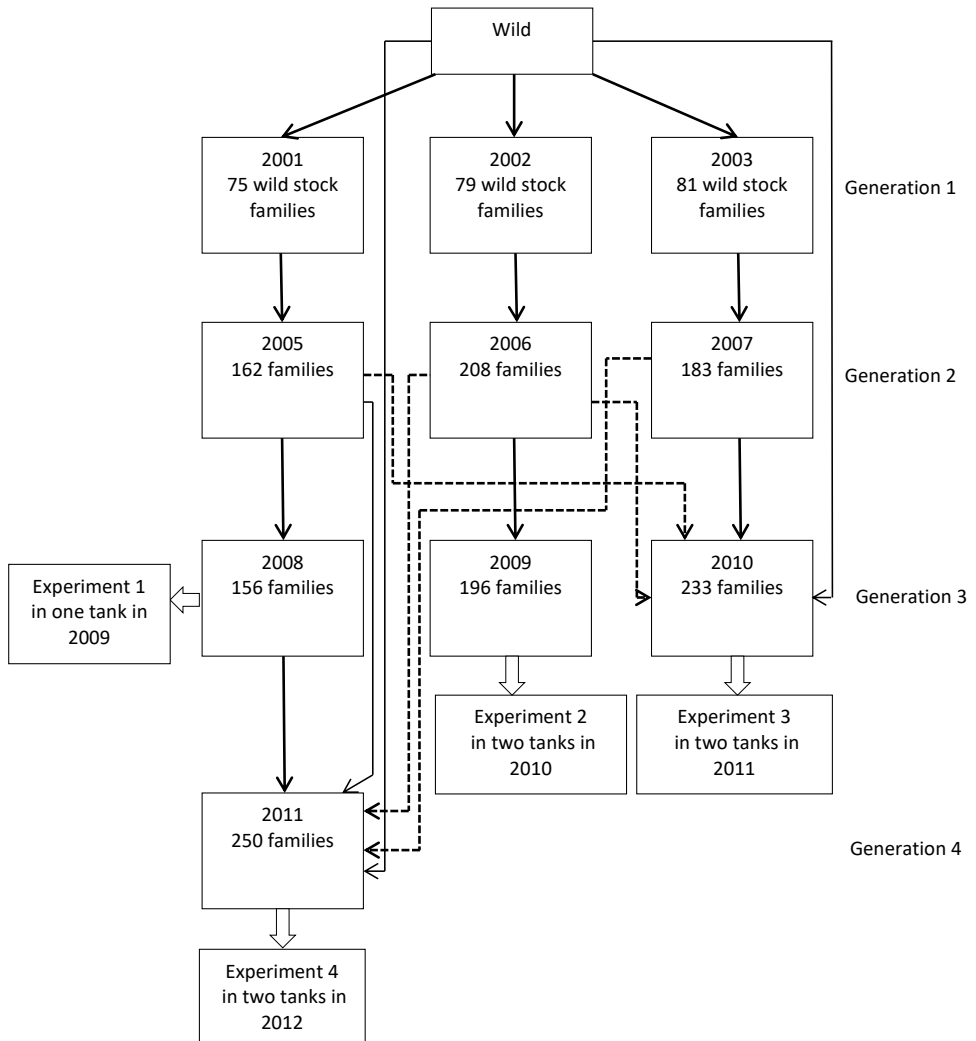 Wild
2001
75 wild stock
families
2002
79 wild stock
families
2003
81 wild stock
families
Generation 1
2005
162 families
2006
208 families
2007
183 families
Generation 2
2008
156 families
2009
196 families
2010
233 families
Generation 3
Experiment 1
in one tank in
2009
Experiment 2
in two tanks in
2010
Experiment 3
in two tanks in
2011
2011
250 families
Generation 4
Experiment 4
in two tanks in
2012